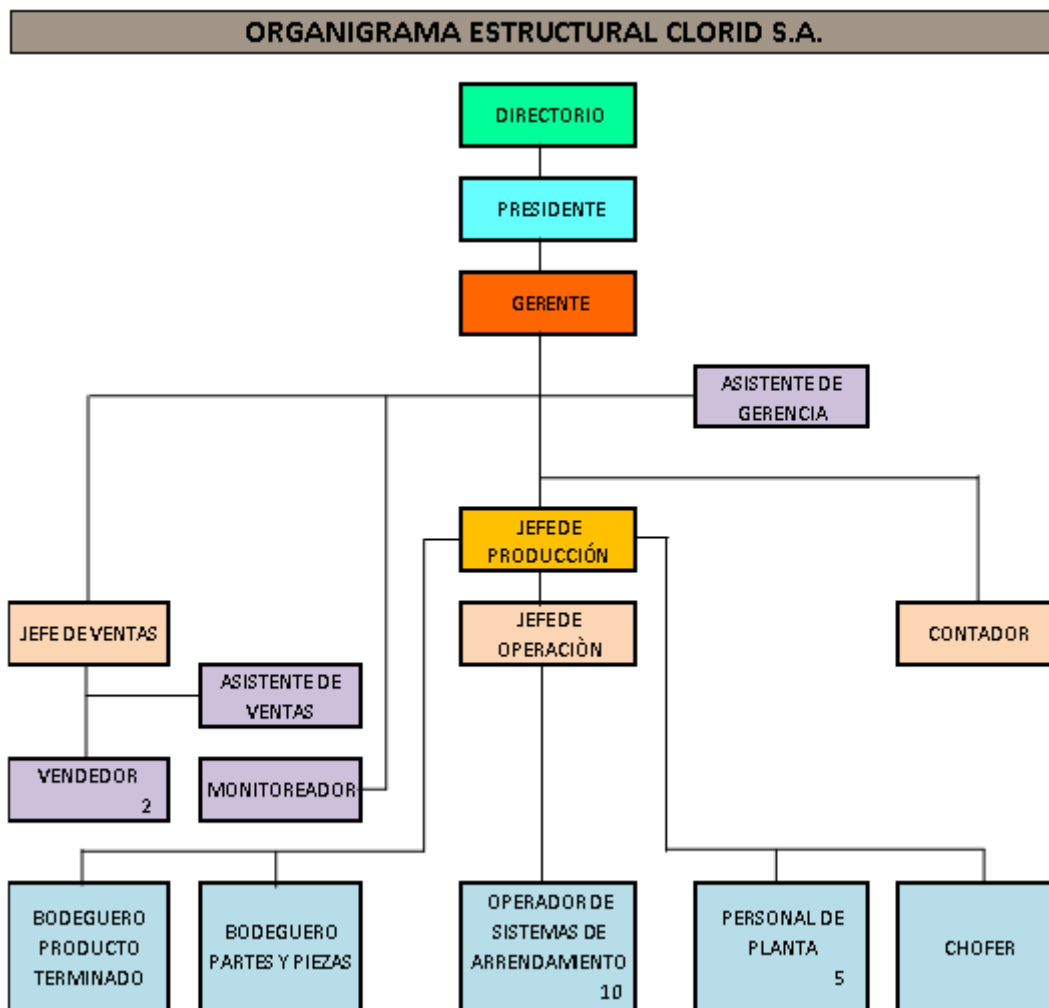 ORGANIGRAMA ESTRUCTURAL CLORID S.A.
DIRECTORIO
PRESIDENTE
GERENTE
ASISTENTE DE
GERENCIA
JEFE DE
PRODUCCIÓN
JEFE DE VENTAS
JEFE DE
OPERACIÒN
CONTADOR
ASISTENTE DE
VENTAS
VENDEDOR
2
MONITOREADOR
BODEGUERO
PRODUCTO
TERMINADO
BODEGUERO
PARTES Y PIEZAS
OPERADOR DE
SISTEMAS DE
ARRENDAMIENTO
10
PERSONAL DE
PLANTA
5
CHOFER